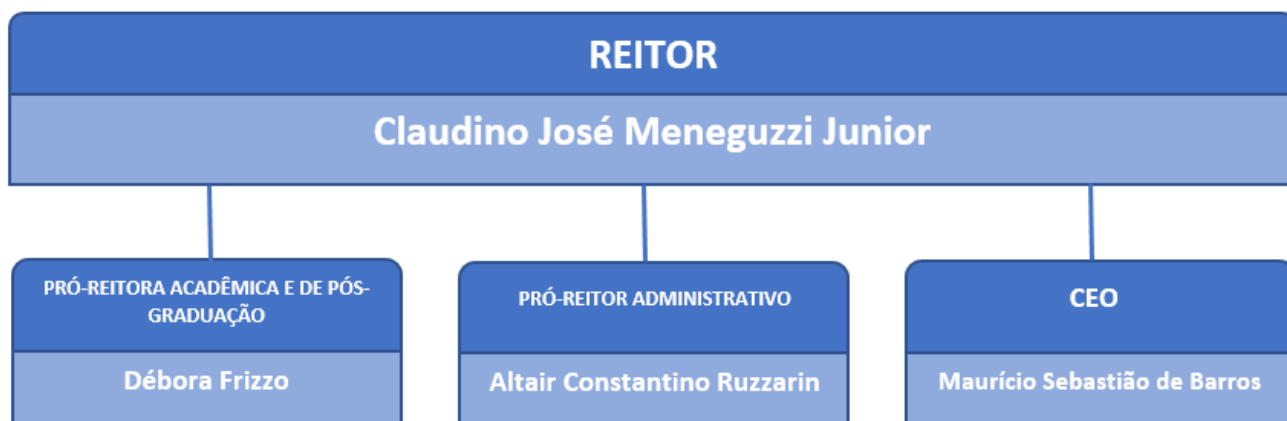 REITOR
Claudino José Meneguzzi Junior
PRÓ-REITORA ACADÊMICA E DE PÓS-
GRADUAÇÃO
Débora Frizzo
PRÓ-REITOR ADMINISTRATIVO
Altair Constantino Ruzzarin
CEO
Maurício Sebastião de Barros